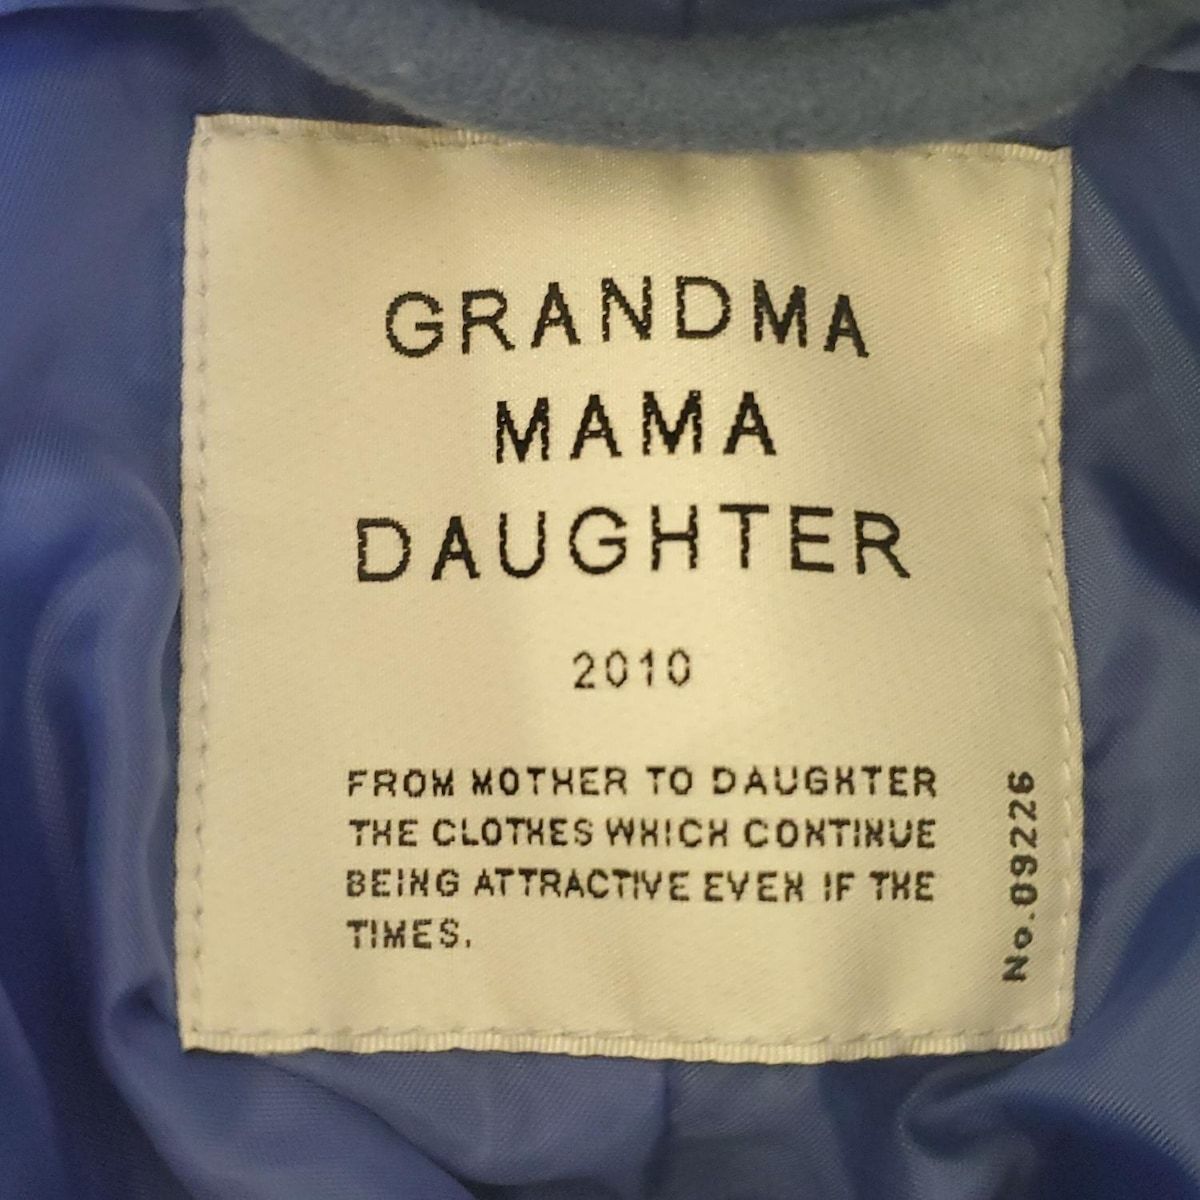 GRANDMA
MAMA
DAUGHTER
2010
FROM MOTHER TO DAUGHTER
THE CLOTHES WHICH CONTINUE
BEING ATTRACTIVE EVEN IF THE
TIMES.
No.09226